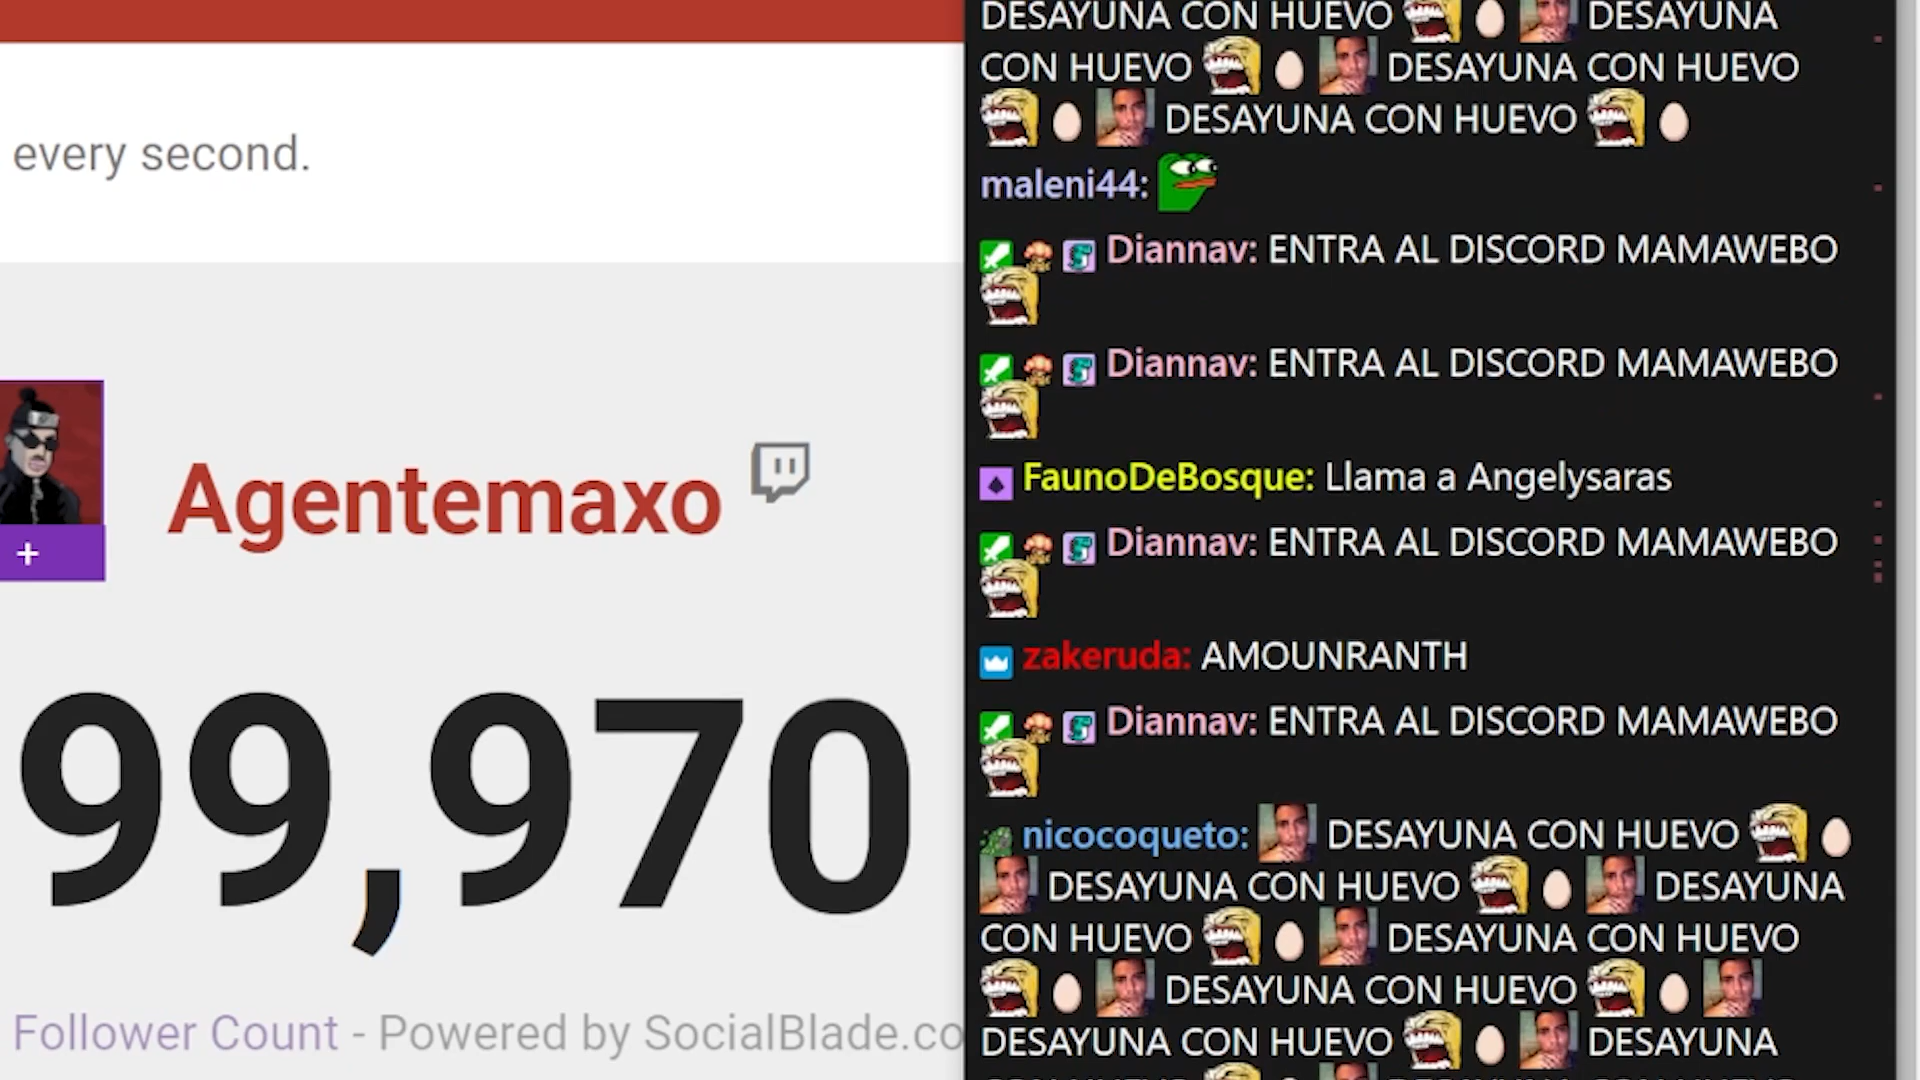 every second.
Agentemaxo
+
99,970
Follower Count - Powered by SocialBlade.co
DESAYUNA CON HUEVO DESAYUNA
CON HUEVO DESAYUNA CON HUEVO
DESAYUNA CON HUEVO
maleni44:
Diannav: ENTRA AL DISCORD MAMAWEBO
Diannav: ENTRA AL DISCORD MAMAWEBO
FaunoDeBosque: Llama a Angelysaras
Diannav: ENTRA AL DISCORD MAMAWEBO
zakeruda: AMOUNRANTH
Diannav: ENTRA AL DISCORD MAMAWEBO
nicocoqueto: DESAYUNA CON HUEVO
DESAYUNA CON HUEVO DESAYUNA
CON HUEVO DESAYUNA CON HUEVO
DESAYUNA CON HUEVO
DESAYUNA CON HUEVO DESAYUNA